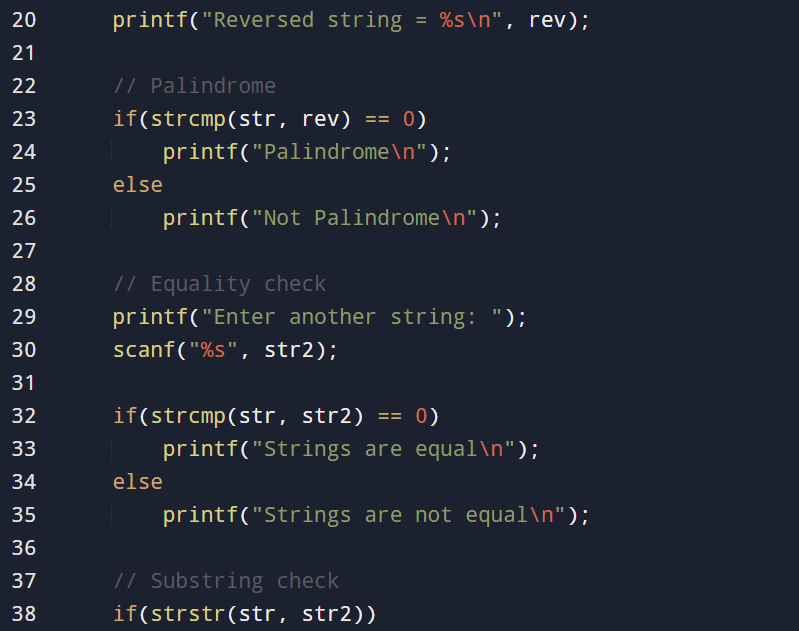 20 printf("Reversed string = %s\n", rev);
21
22 // Palindrome
23 if(strcmp(str, rev) == 0)
24 printf("Palindrome\n");
25 else
26 printf("Not Palindrome\n");
27
28 // Equality check
29 printf("Enter another string: ");
30 scanf("%s", str2);
31
32 if(strcmp(str, str2) == 0)
33 printf("Strings are equal\n");
34 else
35 printf("Strings are not equal\n");
36
37 // Substring check
38 if(strstr(str, str2))